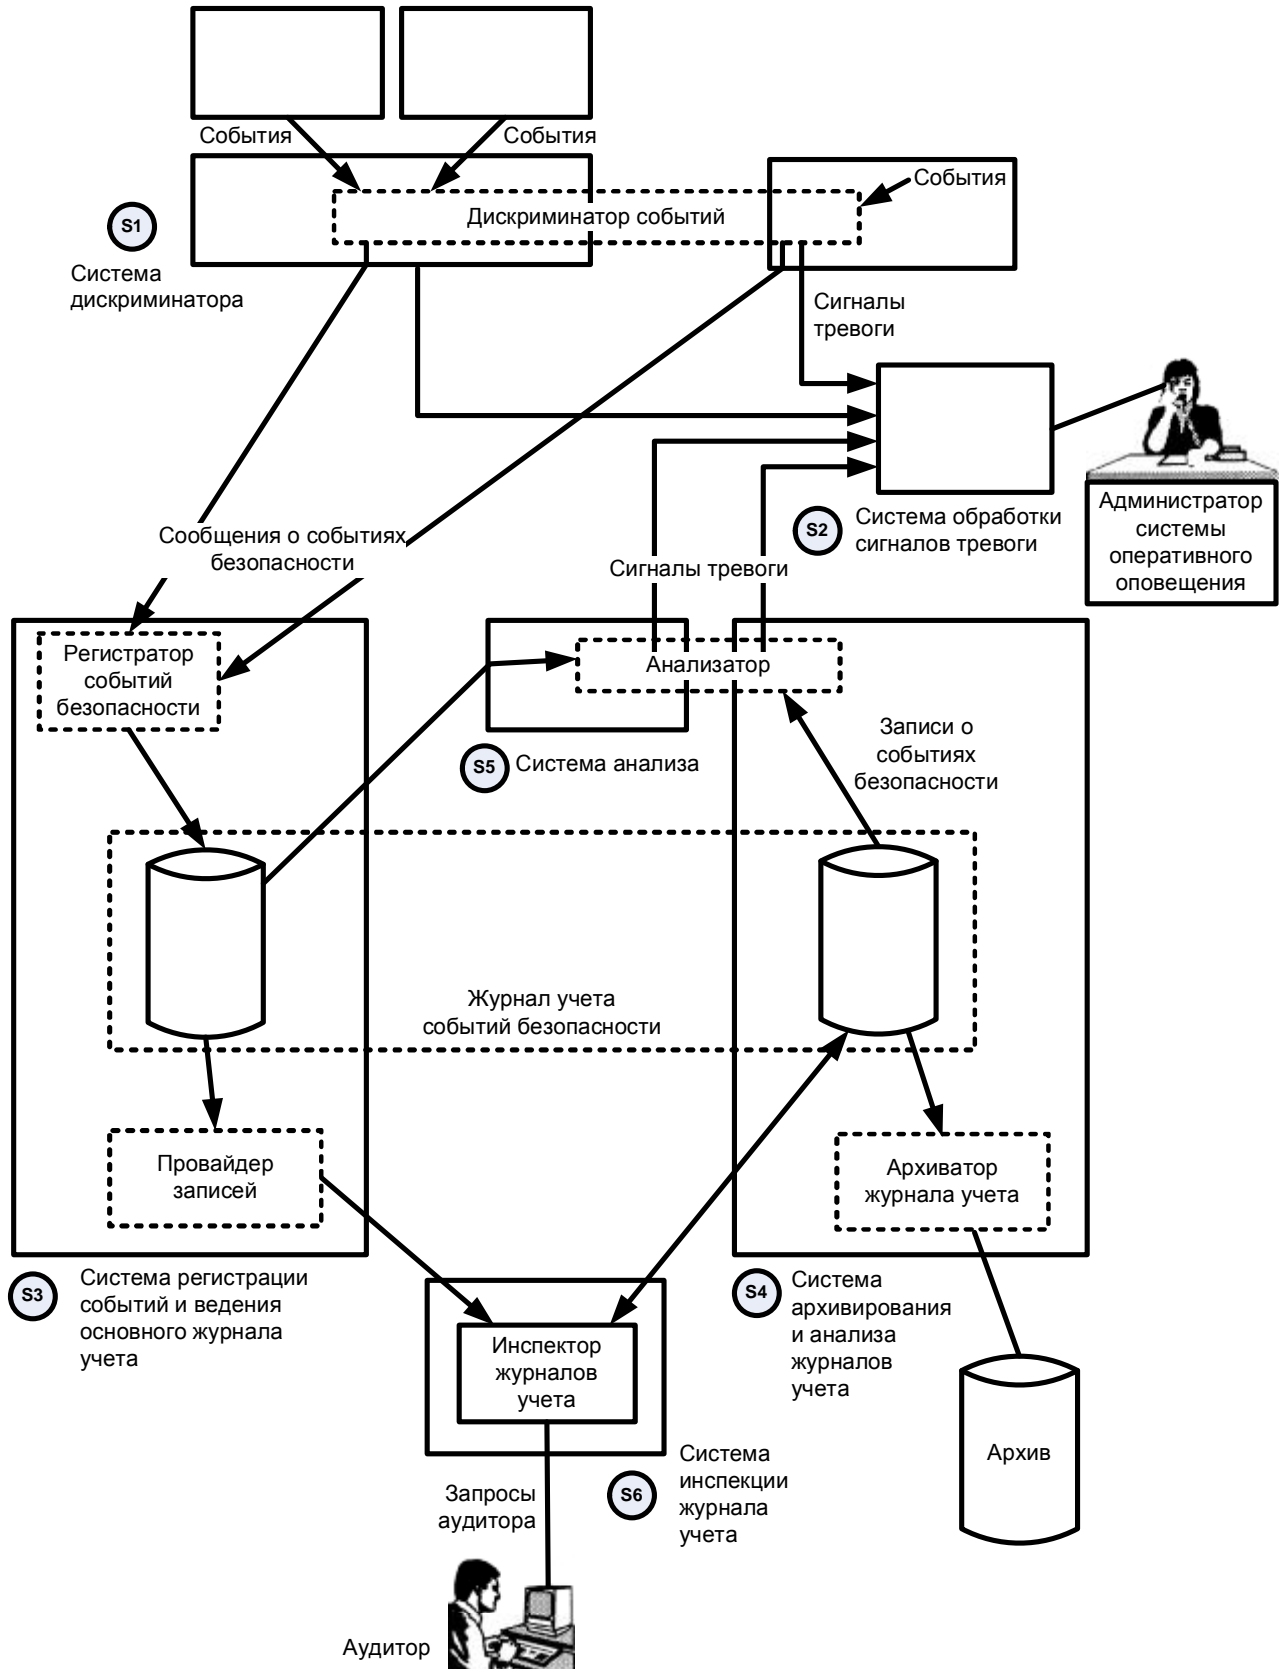 События
События
События
Дискриминатор событий
S1
Система
дискриминатора
Сигналы
тревоги
Администратор
системы
оперативного
оповещения
S2
Система обработки
сигналов тревоги
Сообщения о событиях
безопасности
Сигналы тревоги
Регистратор
событий
безопасности
Анализатор
Записи о
событиях
безопасности
S5
Система анализа
Журнал учета
событий безопасности
Провайдер
записей
Архиватор
журнала учета
S3
Система регистрации
событий и ведения
основного журнала
учета
S4
Система
архивирования
и анализа
журналов
учета
Инспектор
журналов
учета
Архив
S6
Система
инспекции
журнала
учета
Запросы
аудитора
Аудитор